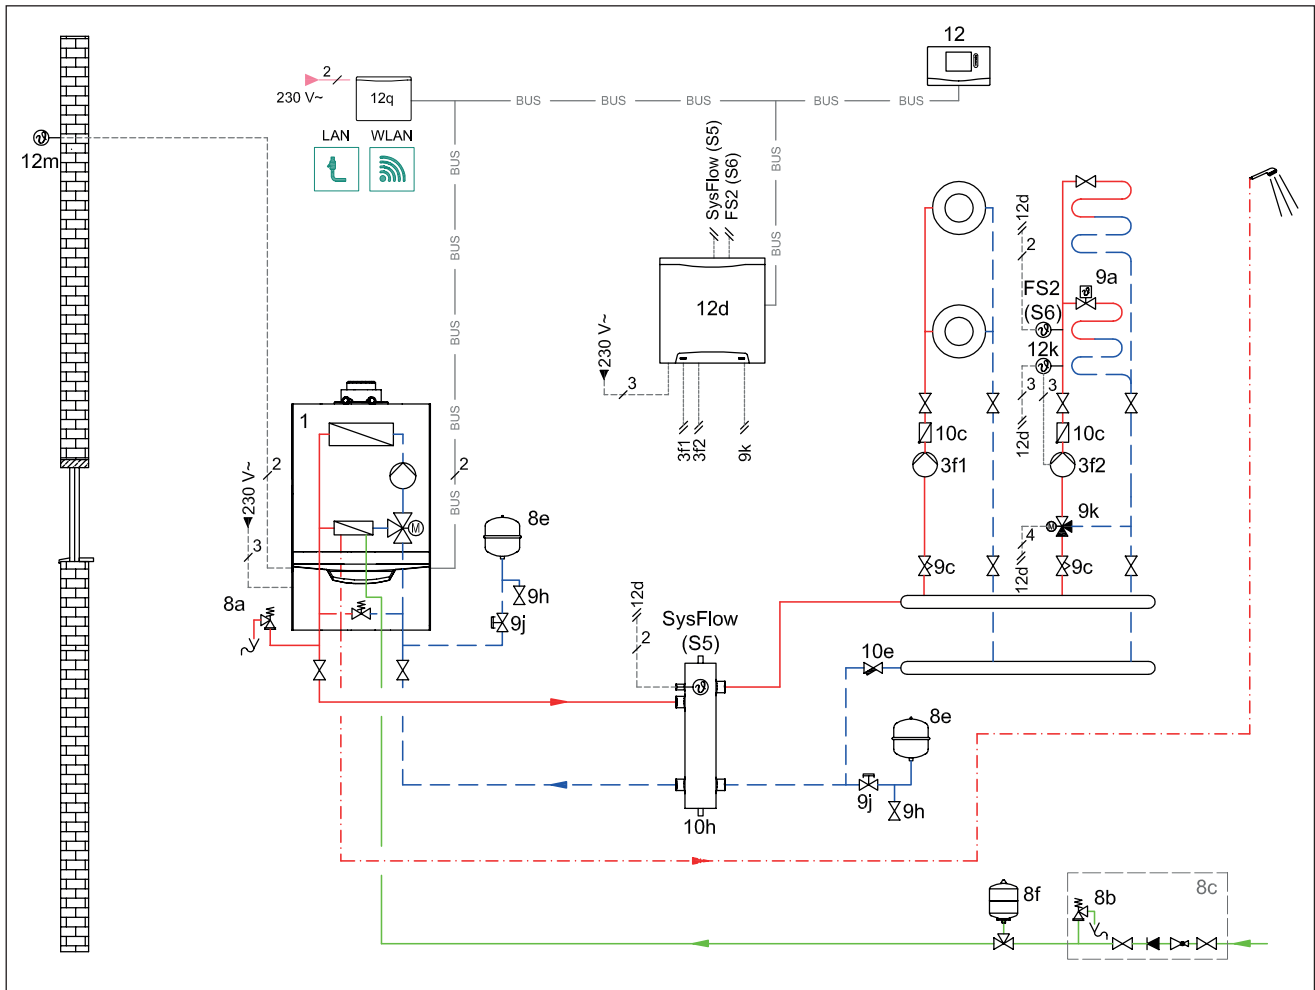 12
2
230 V~
12q
BUS BUS BUS BUS BUS
LAN WLAN
12m
BUS
BUS
BUS
BUS
BUS
SysFlow (S5)
FS2 (S6)
12d
2
9a
FS2
(S6)
12k
3
3
12d
12d
230 V~
3
3f1
3f2
9k
1
2
2
230 V~
3
M
10c
10c
3f1
3f2
9k
M
4
12d
9c
9c
8e
9h
9j
8a
12d
2
SysFlow
(S5)
10e
8e
9j
9h
10h
8f
8b
8c